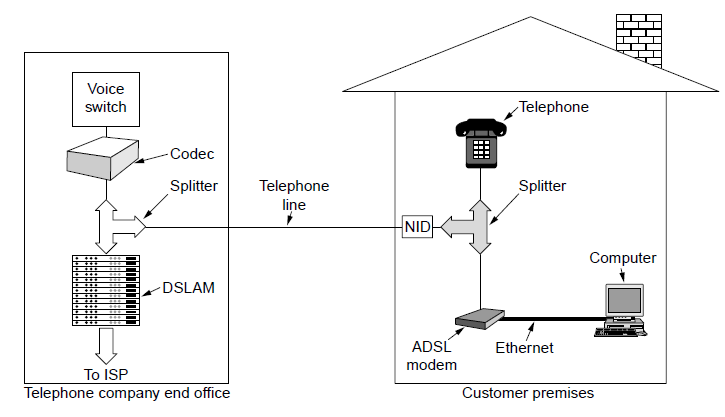 Voice
switch
Codec
Splitter
Telephone
line
DSLAM
To ISP
Telephone company end office
Telephone
NID
Splitter
Computer
ADSL
modem
Ethernet
Customer premises